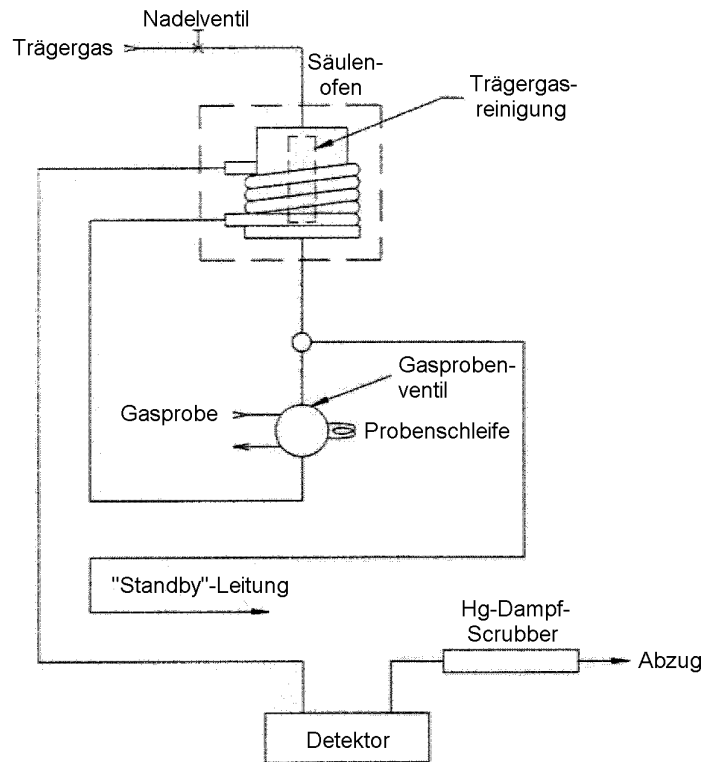 Nadelventil
Trägergas
Säulen-
ofen
Trägergas-
reinigung
Gasproben-
ventil
Gasprobe
Probenschleife
"Standby"-Leitung
Hg-Dampf-
Scrubber
Abzug
Detektor